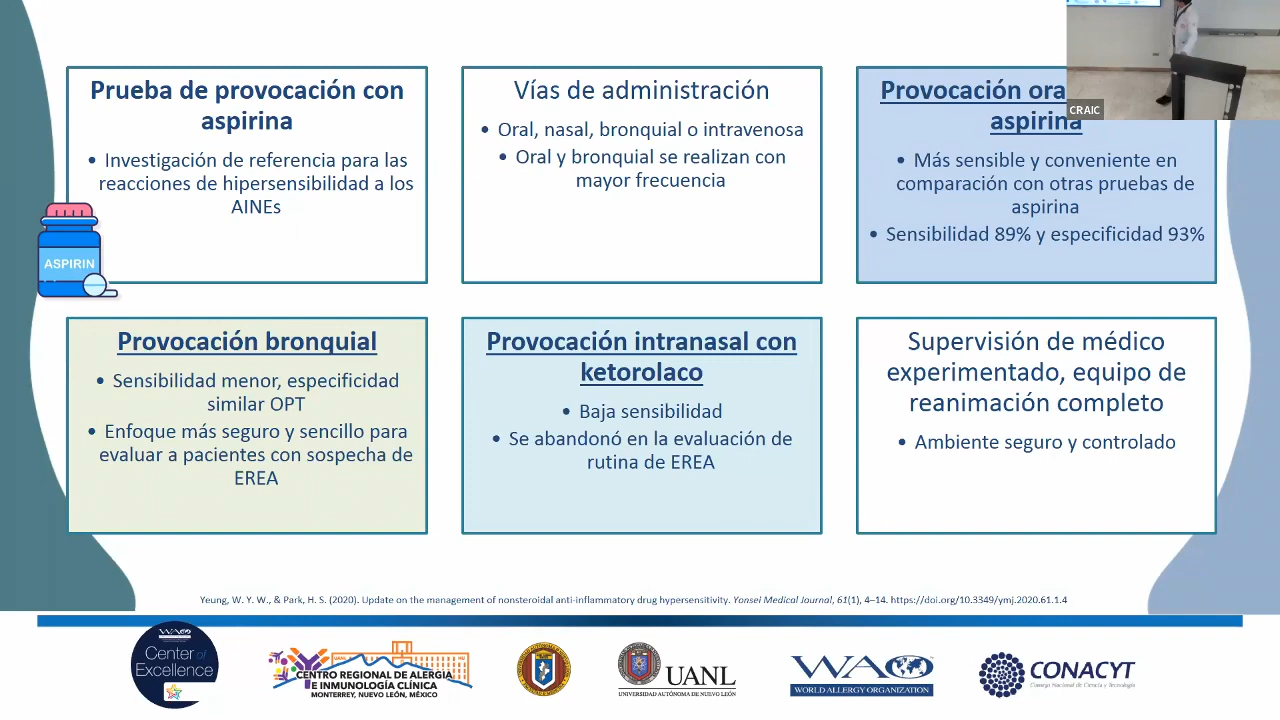 Prueba de provocación con
aspirina
• Investigación de referencia para las
reacciones de hipersensibilidad a los
AINEs
ASPIRIN
Vías de administración
• Oral, nasal, bronquial o intravenosa
• Oral y bronquial se realizan con
mayor frecuencia
Provocación ora
aspirina
• Más sensible y conveniente en
comparación con otras pruebas de
aspirina
• Sensibilidad 89% y especificidad 93%
CRAIC
Provocación bronquial
• Sensibilidad menor, especificidad
similar OPT
• Enfoque más seguro y sencillo para
evaluar a pacientes con sospecha de
EREA
Provocación intranasal con
ketorolaco
• Baja sensibilidad
• Se abandonó en la evaluación de
rutina de EREA
Supervisión de médico
experimentado, equipo de
reanimación completo
• Ambiente seguro y controlado
Yeung, W. Y. W., & Park, H. S. (2020). Update on the management of nonsteroidal anti-inflammatory drug hypersensitivity. Yonsei Medical Journal, 61(1), 4–14. https://doi.org/10.3349/ymj.2020.61.1.4
WAO
Center of
Excellence
CENTRO REGIONAL DE ALERGIA
E INMUNOLOGÍA CLÍNICA
MONTERREY, NUEVO LEÓN, MÉXICO
UANL
UNIVERSIDAD AUTÓNOMA DE NUEVO LEÓN
WAO
WORLD ALLERGY ORGANIZATION
CONACYT
Consejo Nacional de Ciencia y Tecnología